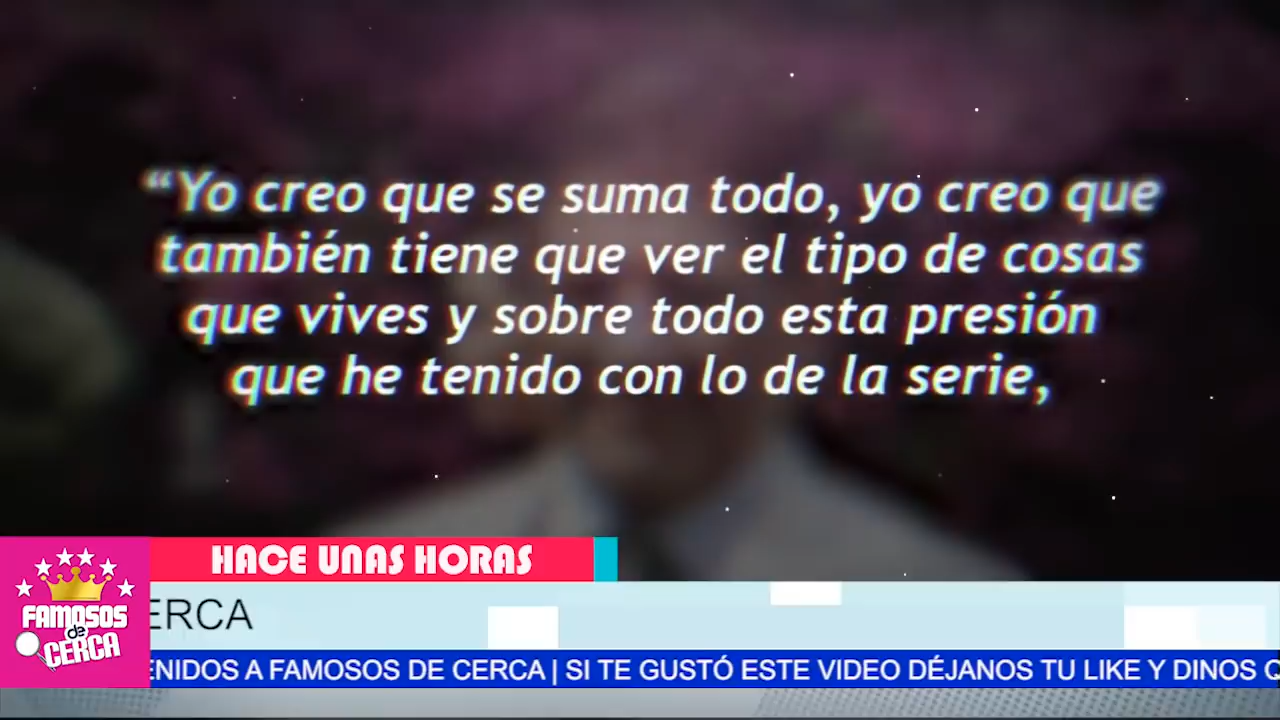 “Yo creo que se suma todo, yo creo que
también tiene que ver el tipo de cosas
que vives y sobre todo esta presión
que he tenido con lo de la serie,
HACE UNAS HORAS
FAMOSOS
de
CERCA
ERCA
ENIDOS A FAMOSOS DE CERCA | SI TE GUSTÓ ESTE VIDEO DÉJANOS TU LIKE Y DINOS Q